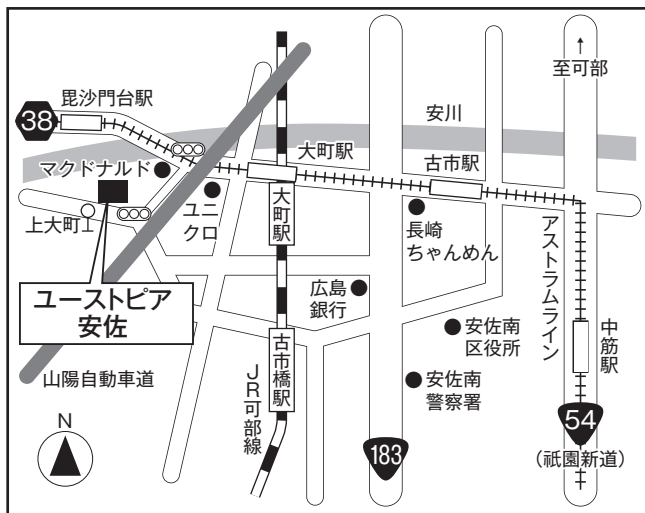 ↑
至可部
毘沙門台駅
38
安川
大町駅
古市駅
マクドナルド
上大町
ユニ
クロ
大町駅
長崎
ちゃんめん
アストラムライン
ユーストピア
安佐
広島
銀行
安佐南
区役所
中筋駅
山陽自動車道
古市橋駅
JR可部線
安佐南
警察署
N
183
54
(祇園新道)